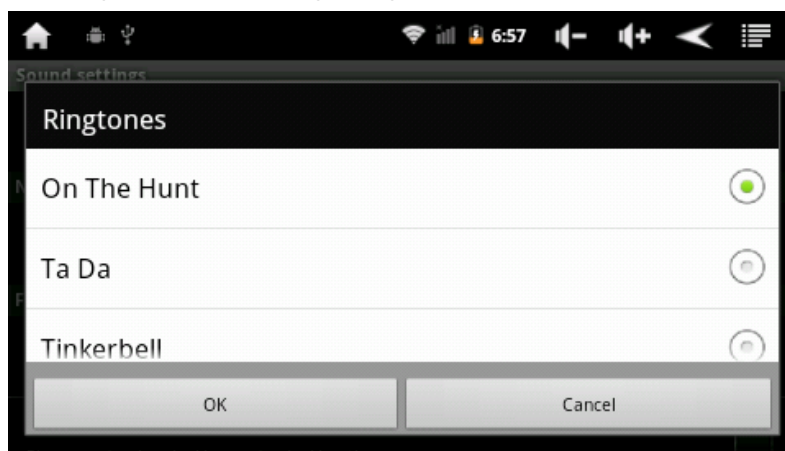 6:57
Sound settings
Ringtones
On The Hunt
Ta Da
Tinkerbell
OK
Cancel